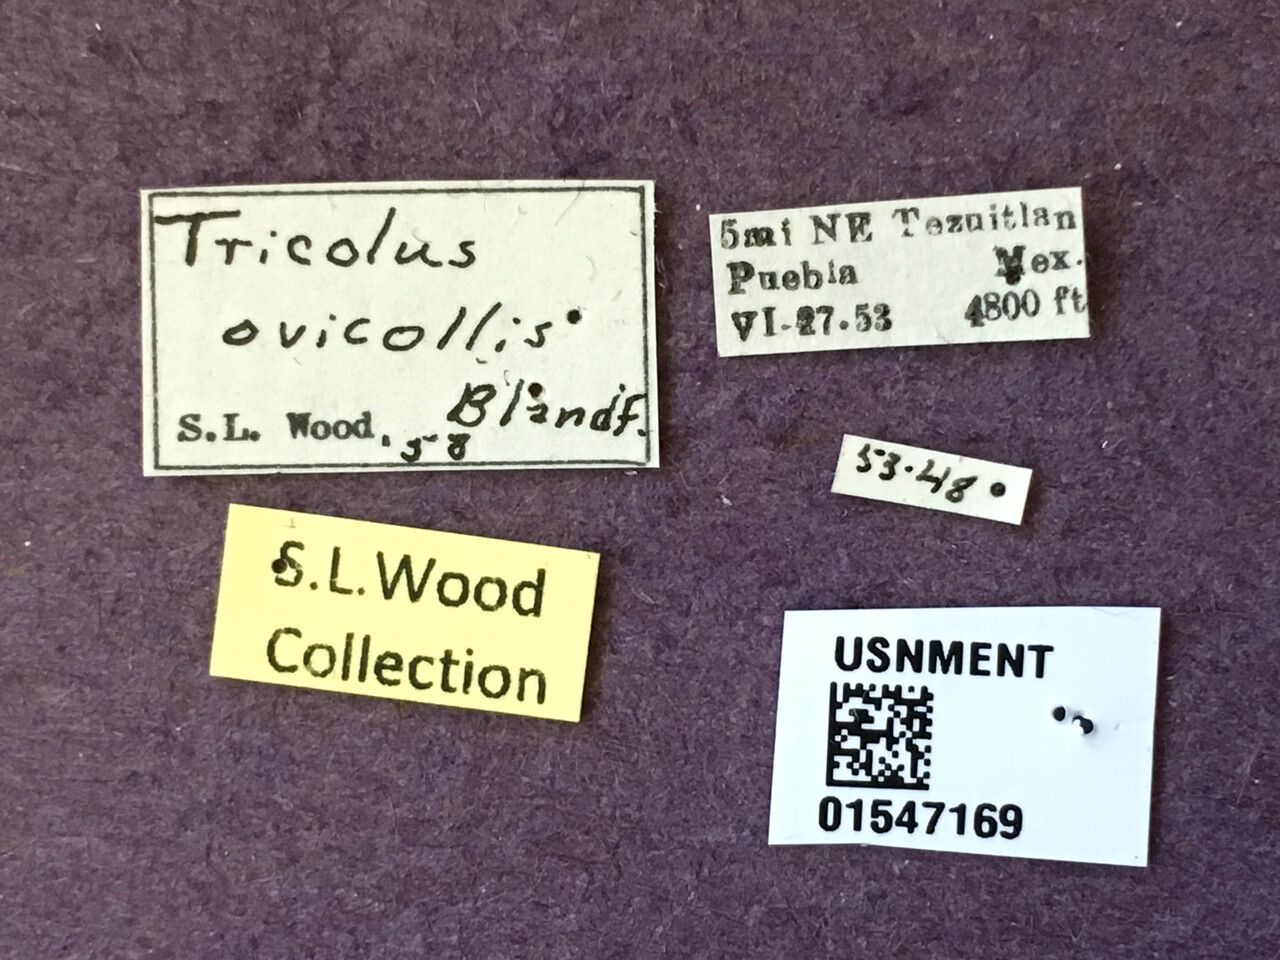 Tricolus
ovicollis
Blandf.
S.L. Wood, 58
5mi NE Tezuitlan
Puebla Mex.
VI-27.53 4800 ft
53.48
S.L.Wood
Collection
USNMENT
01547169